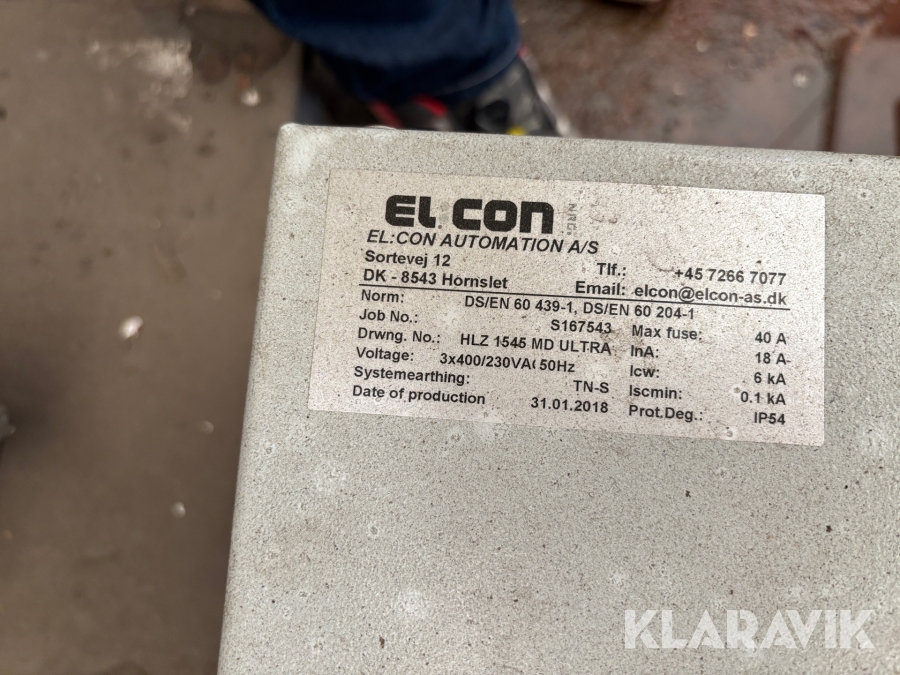 EL:CON
EL:CON AUTOMATION A/S
Sortevej 12 Tlf.: +45 7266 7077
DK - 8543 Hornslet Email: elcon@elcon-as.dk
Norm: DS/EN 60 439-1, DS/EN 60 204-1
Job No.: S167543 Max fuse: 40 A
Drwng. No.: HLZ 1545 MD ULTRA InA: 18 A
Voltage: 3x400/230VA 50Hz Icw: 6 kA
Systemearthing: TN-S Iscmin: 0.1 kA
Date of production 31.01.2018 Prot.Deg.: IP54
KLARAVIK